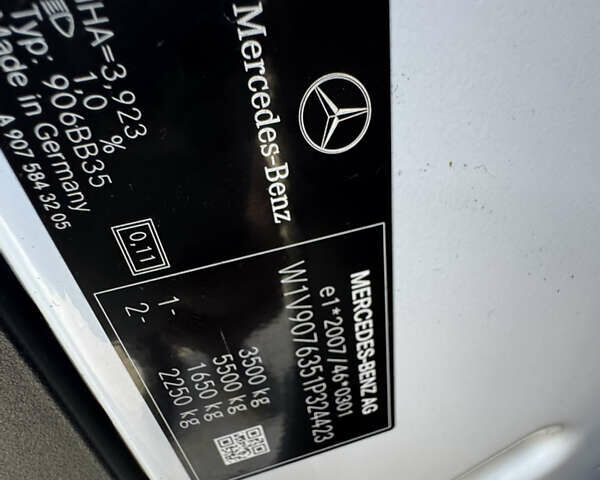 MERCEDES-BENZ AG
e1*2007/46*0301
W1V9076351P324423
3500 kg
5500 kg
1- 1650 kg
2- 2250 kg
Mercedes-Benz
0,11
IHA=3,923
1,0 %
Typ: 906BB35
Made in Germany
A 907 584 32 05